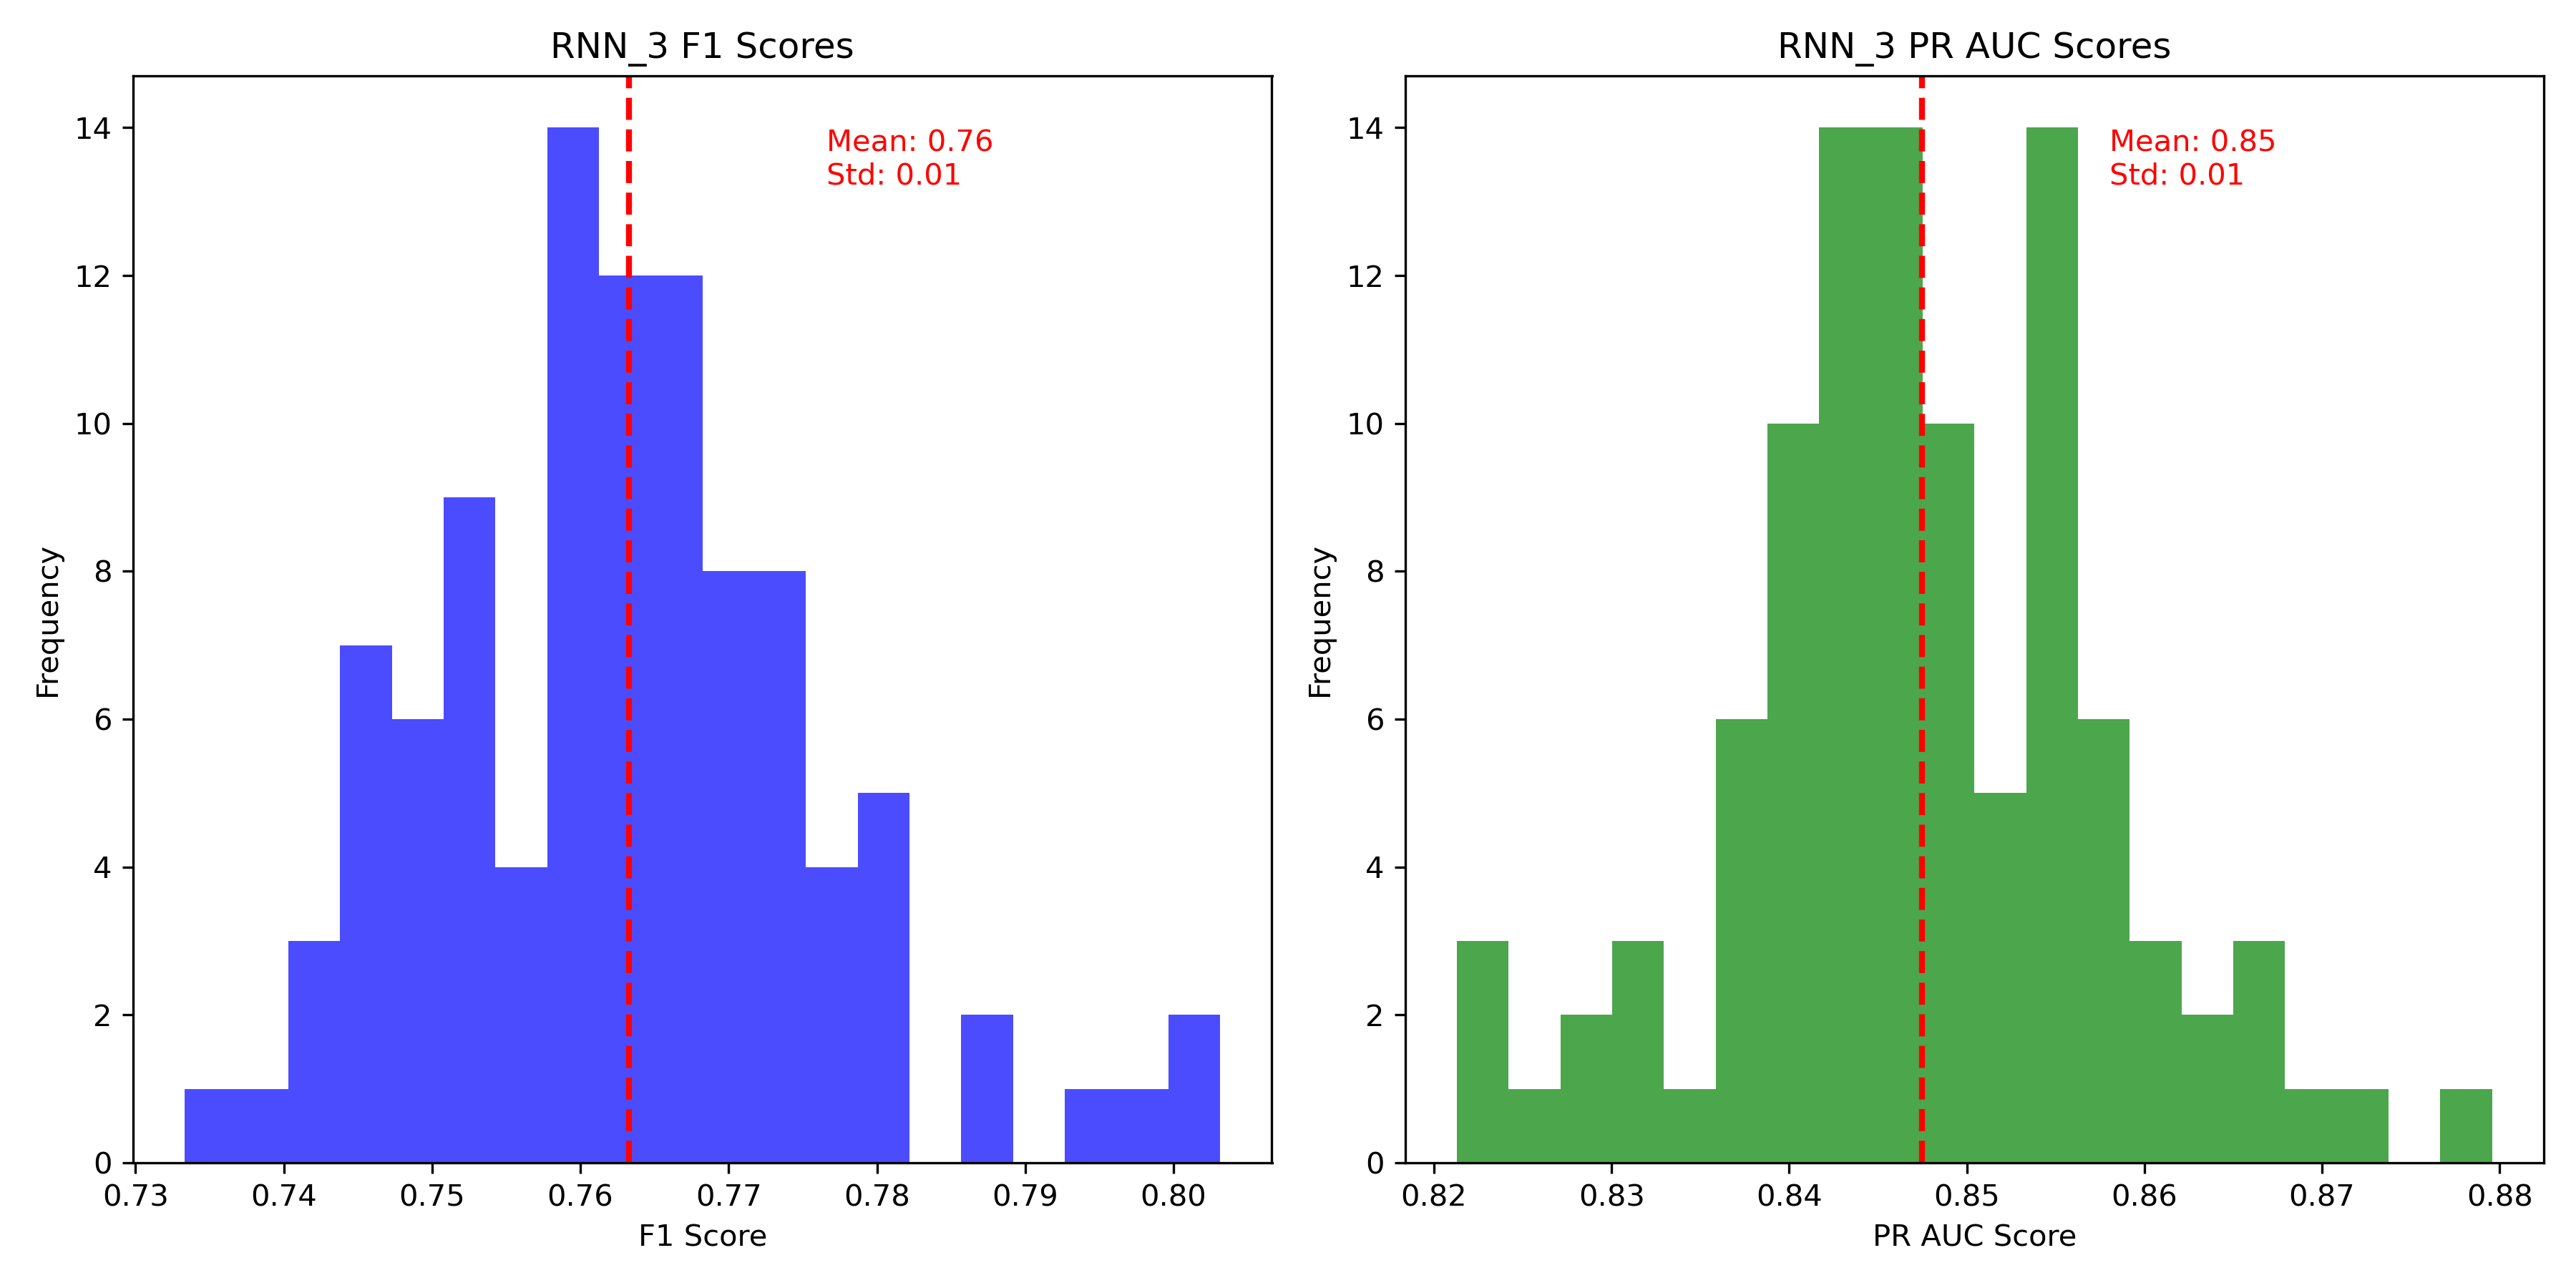 RNN_3 F1 Scores
Mean: 0.76
Std: 0.01
Frequency
14
12
10
8
6
4
2
0
0.73 0.74 0.75 0.76 0.77 0.78 0.79 0.80
F1 Score
RNN_3 PR AUC Scores
Mean: 0.85
Std: 0.01
Frequency
14
12
10
8
6
4
2
0
0.82 0.83 0.84 0.85 0.86 0.87 0.88
PR AUC Score